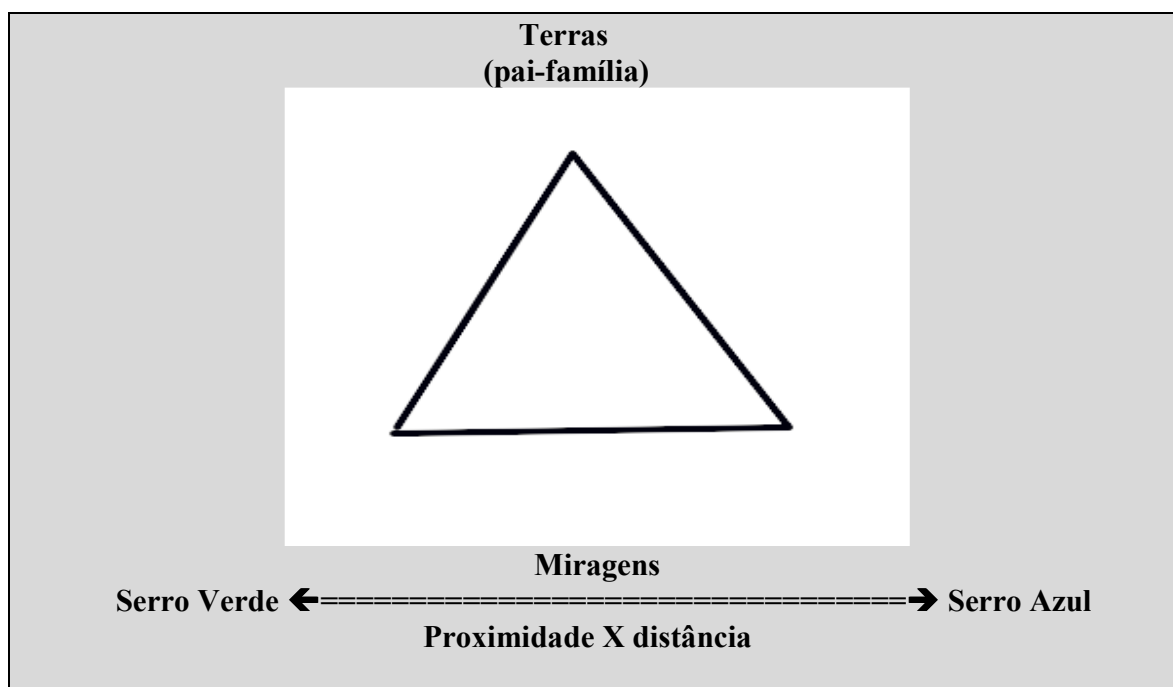 Terras
(pai-família)
Miragens
Serro Verde 🡸=================================🡺 Serro Azul
Proximidade X distância